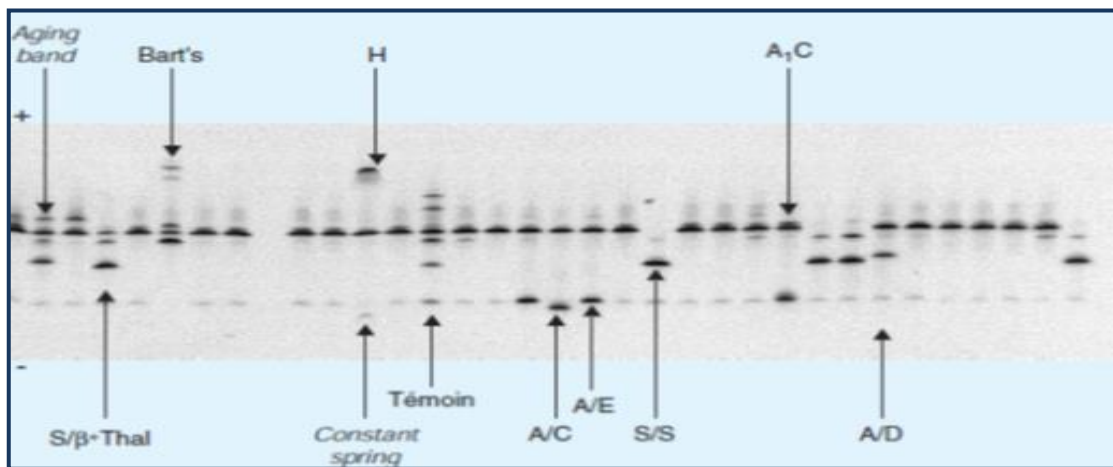 Aging
band
Bart's
H
A₁C
+
-
S/β+Thal
Constant
spring
Témoin
A/C
A/E
S/S
A/D